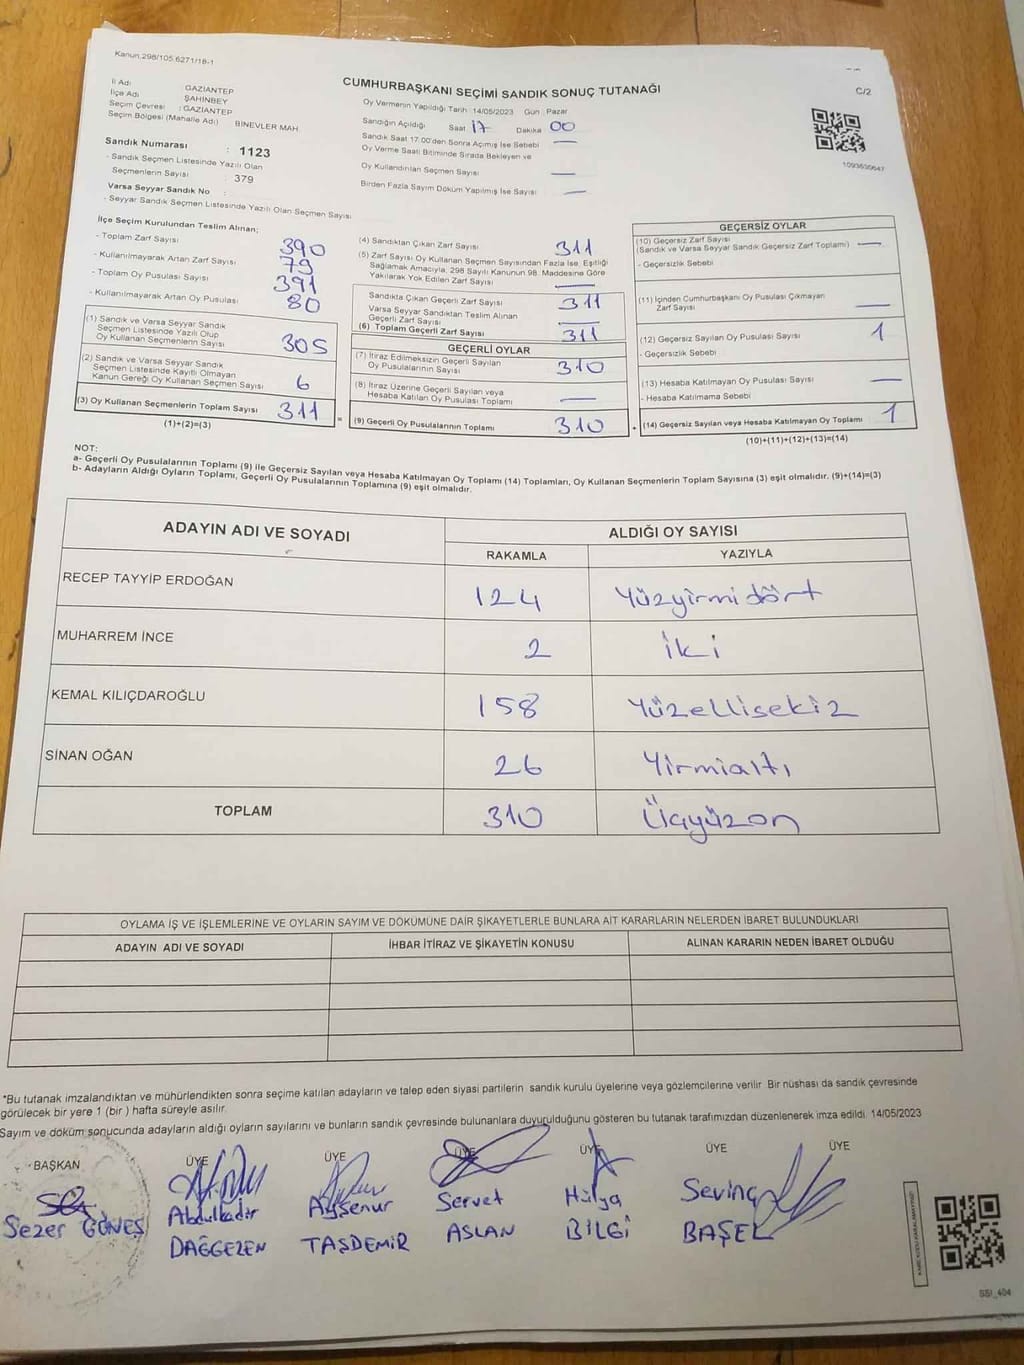 Kanun.298/105,6271/18-1
CUMHURBAŞKANI SEÇİMİ SANDIK SONUÇ TUTANAĞI
C/2
İl Adı : GAZİANTEP
İlçe Adı : ŞAHİNBEY
Seçim Çevresi : GAZİANTEP
Seçim Bölgesi (Mahalle Adı) BİNEVLER MAH.
Sandık Numarası : 1123
- Sandık Seçmen Listesinde Yazılı Olan
Seçmenlerin Sayısı : 379
Varsa Seyyar Sandık No :
- Seyyar Sandık Seçmen Listesinde Yazılı Olan Seçmen Sayısı
Oy Vermenin Yapıldığı Tarih : 14/05/2023 Gün : Pazar
Sandığın Açıldığı Saat 17 Dakika 00
Sandık Saat 17:00'den Sonra Açılmış İse Sebebi —
Oy Verme Saati Bitiminde Sırada Bekleyen ve
Oy Kullandırılan Seçmen Sayısı —
Birden Fazla Sayım Döküm Yapılmış İse Sayısı —
1093630647
İlçe Seçim Kurulundan Teslim Alınan;
- Toplam Zarf Sayısı 390
- Kullanılmayarak Artan Zarf Sayısı 79
- Toplam Oy Pusulası Sayısı 391
- Kullanılmayarak Artan Oy Pusulası 80
(1) Sandık ve Varsa Seyyar Sandık
Seçmen Listesinde Yazılı Olup
Oy Kullanan Seçmenlerin Sayısı 305
(2) Sandık ve Varsa Seyyar Sandık
Seçmen Listesinde Kayıtlı Olmayan
Kanun Gereği Oy Kullanan Seçmen Sayısı 6
(3) Oy Kullanan Seçmenlerin Toplam Sayısı 311 =
(1)+(2)=(3)
(4) Sandıktan Çıkan Zarf Sayısı 311
(5) Zarf Sayısı Oy Kullanan Seçmen Sayısından Fazla İse, Eşitliği
Sağlamak Amacıyla, 298 Sayılı Kanunun 98. Maddesine Göre
Yakılarak Yok Edilen Zarf Sayısı —
Sandıkta Çıkan Geçerli Zarf Sayısı 311
Varsa Seyyar Sandıktan Teslim Alınan
Geçerli Zarf Sayısı —
(6) Toplam Geçerli Zarf Sayısı 311
GEÇERLİ OYLAR
(7) İtiraz Edilmeksizin Geçerli Sayılan
Oy Pusulalarının Sayısı 310
(8) İtiraz Üzerine Geçerli Sayılan veya
Hesaba Katılan Oy Pusulası Toplamı —
(9) Geçerli Oy Pusulalarının Toplamı 310 +
GEÇERSİZ OYLAR
(10) Geçersiz Zarf Sayısı
(Sandık ve Varsa Seyyar Sandık Geçersiz Zarf Toplamı) —
- Geçersizlik Sebebi
(11) İçinden Cumhurbaşkanı Oy Pusulası Çıkmayan
Zarf Sayısı —
(12) Geçersiz Sayılan Oy Pusulası Sayısı 1
- Geçersizlik Sebebi
(13) Hesaba Katılmayan Oy Pusulası Sayısı —
- Hesaba Katılmama Sebebi
(14) Geçersiz Sayılan veya Hesaba Katılmayan Oy Toplamı 1
(10)+(11)+(12)+(13)=(14)
NOT:
a- Geçerli Oy Pusulalarının Toplamı (9) ile Geçersiz Sayılan veya Hesaba Katılmayan Oy Toplamı (14) Toplamları, Oy Kullanan Seçmenlerin Toplam Sayısına (3) eşit olmalıdır. (9)+(14)=(3)
b- Adayların Aldığı Oyların Toplamı, Geçerli Oy Pusulalarının Toplamına (9) eşit olmalıdır.
ADAYIN ADI VE SOYADI ALDIĞI OY SAYISI
RAKAMLA YAZIYLA
RECEP TAYYİP ERDOĞAN 124 Yüzyirmidört
MUHARREM İNCE 2 iki
KEMAL KILIÇDAROĞLU 158 Yüzellisekiz
SİNAN OĞAN 26 Yirmialtı
TOPLAM 310 Üçyüzon
OYLAMA İŞ VE İŞLEMLERİNE VE OYLARIN SAYIM VE DÖKÜMÜNE DAİR ŞİKAYETLERLE BUNLARA AİT KARARLARIN NELERDEN İBARET BULUNDUKLARI
ADAYIN ADI VE SOYADI İHBAR İTİRAZ VE ŞİKAYETİN KONUSU ALINAN KARARIN NEDEN İBARET OLDUĞU
*Bu tutanak imzalandıktan ve mühürlendikten sonra seçime katılan adayların ve talep eden siyasi partilerin sandık kurulu üyelerine veya gözlemcilerine verilir. Bir nüshası da sandık çevresinde
görülecek bir yere 1 (bir ) hafta süreyle asılır.
Sayım ve döküm sonucunda adayların aldığı oyların sayılarını ve bunların sandık çevresinde bulunanlara duyurulduğunu gösteren bu tutanak tarafımızdan düzenlenerek imza edildi. 14/05/2023
BAŞKAN ÜYE ÜYE ÜYE ÜYE ÜYE ÜYE
Sezer GÜNEŞ
Abdulkadir
DAĞGEZEN
Ayşenur
TAŞDEMİR
Servet
ASLAN
Hülya
BİLGİ
Sevinç
BAŞEL
SSI_404